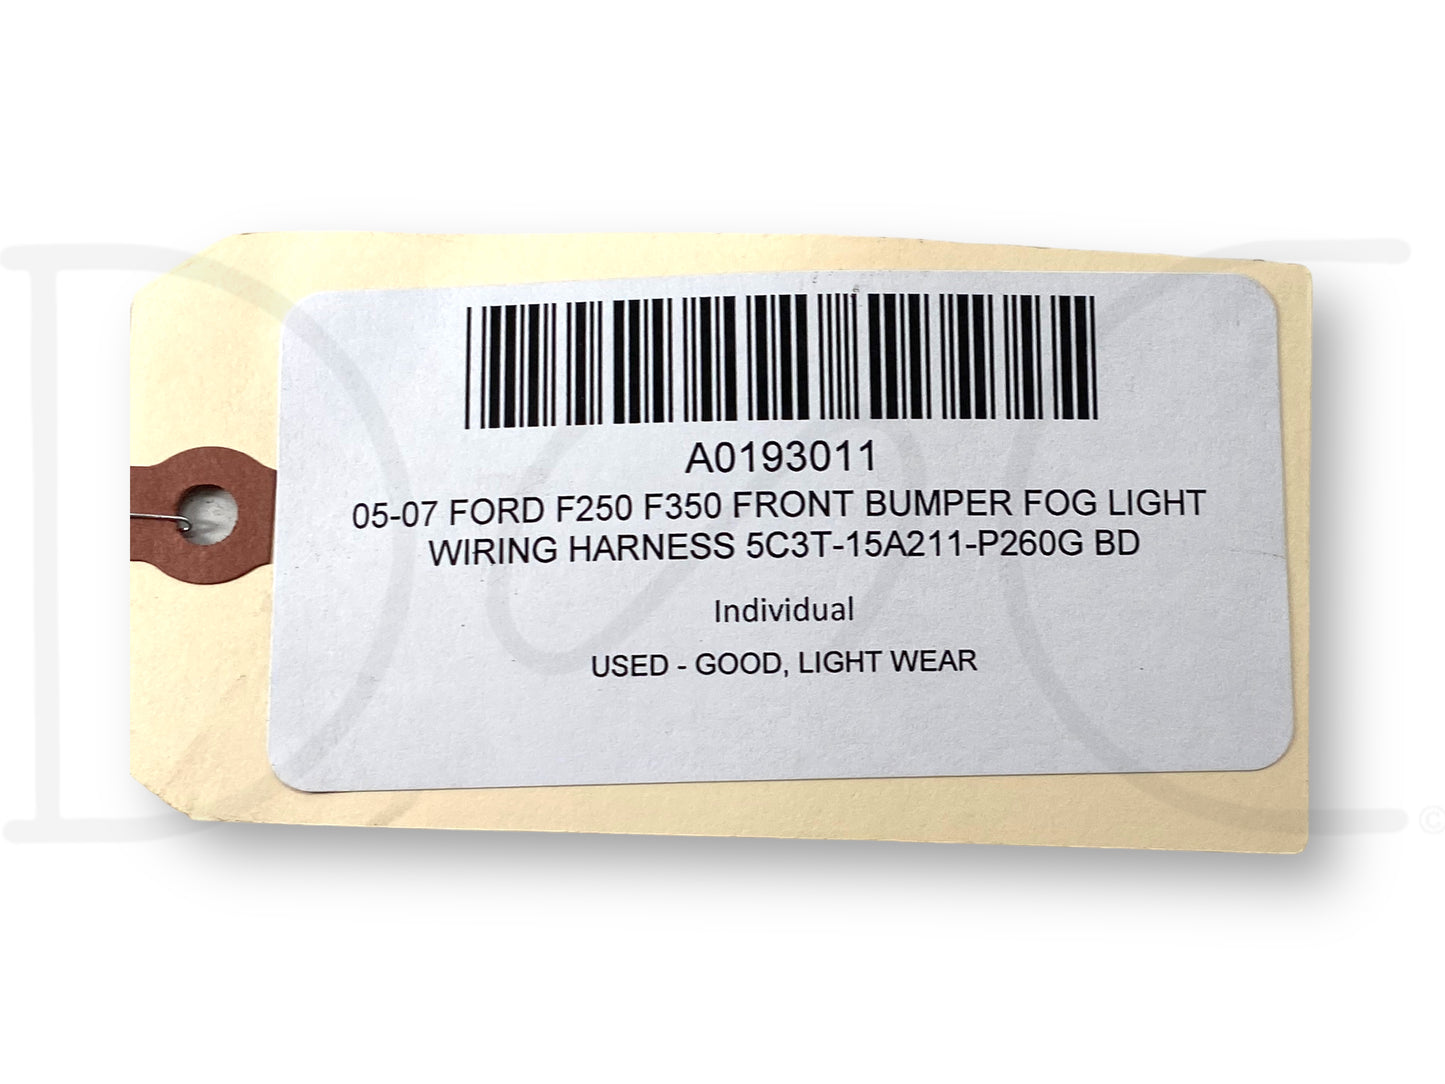 A0193011
05-07 FORD F250 F350 FRONT BUMPER FOG LIGHT
WIRING HARNESS 5C3T-15A211-P260G BD
Individual
USED - GOOD, LIGHT WEAR
D&C ©